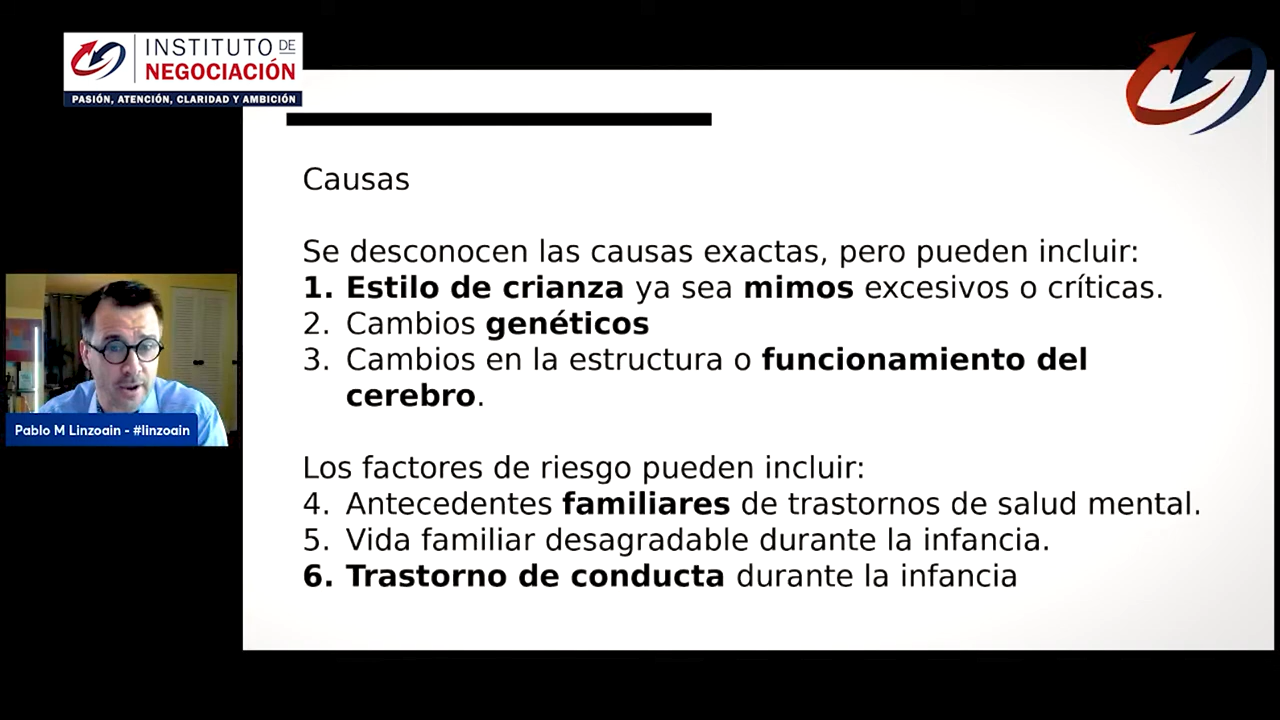 INSTITUTO DE
NEGOCIACIÓN
PASIÓN, ATENCIÓN, CLARIDAD Y AMBICIÓN
Causas
Se desconocen las causas exactas, pero pueden incluir:
1. Estilo de crianza ya sea mimos excesivos o críticas.
2. Cambios genéticos
3. Cambios en la estructura o funcionamiento del
cerebro.
Pablo M Linzoain - #linzoain
Los factores de riesgo pueden incluir:
4. Antecedentes familiares de trastornos de salud mental.
5. Vida familiar desagradable durante la infancia.
6. Trastorno de conducta durante la infancia